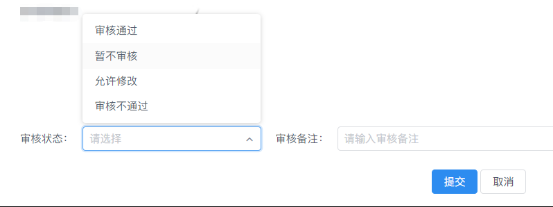 审核通过
暂不审核
允许修改
审核不通过
审核状态： 请选择 审核备注： 请输入审核备注
提交 取消